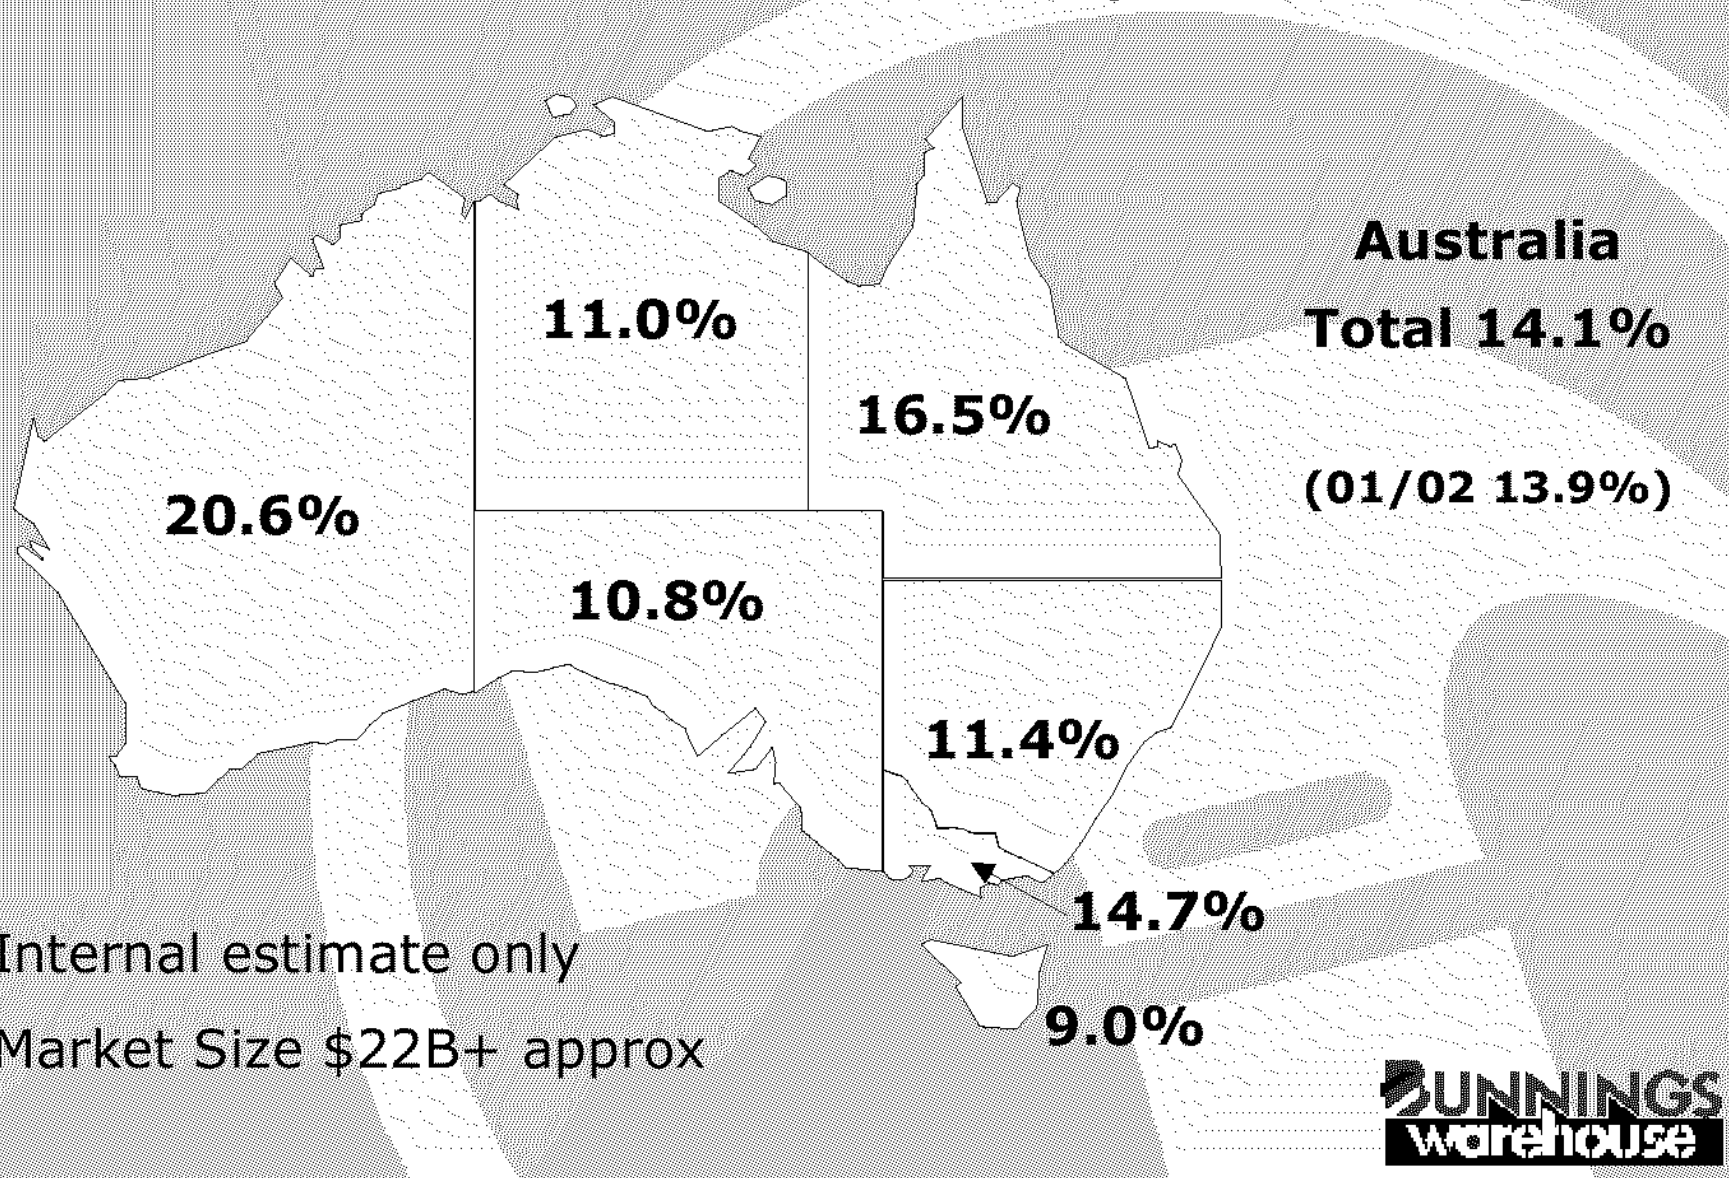 Australia
Total 14.1%
11.0%
16.5%
(01/02 13.9%)
20.6%
10.8%
11.4%
14.7%
Internal estimate only
9.0%
Market Size $22B+ approx
BUNNINGS
warehouse